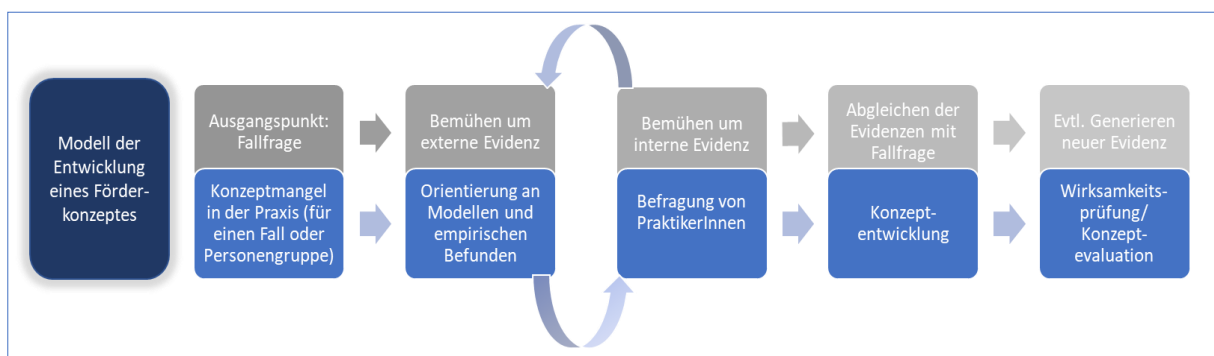 Modell der
Entwicklung
eines Förder-
konzeptes
Ausgangspunkt:
Fallfrage
Konzeptmangel
in der Praxis (für
einen Fall oder
Personengruppe)
Bemühen um
externe Evidenz
Orientierung an
Modellen und
empirischen
Befunden
Bemühen um
interne Evidenz
Befragung von
PraktikerInnen
Abgleichen der
Evidenzen mit
Fallfrage
Konzept-
entwicklung
Evtl. Generieren
neuer Evidenz
Wirksamkeits-
prüfung/
Konzept-
evaluation